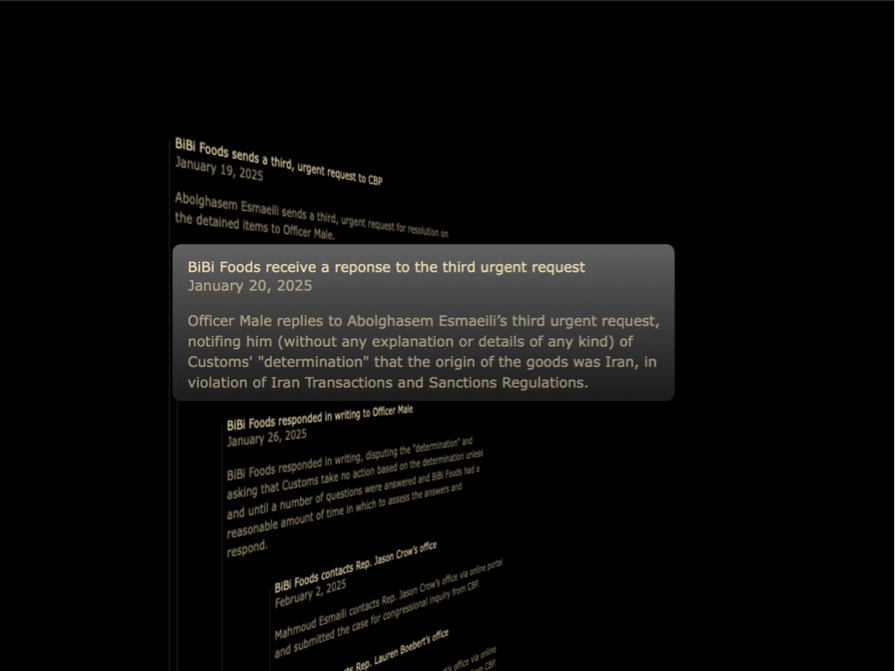 BiBi Foods sends a third, urgent request to CBP
January 19, 2025
Abolghasem Esmaeili sends a third, urgent request for resolution on
the detained items to Officer Male.
BiBi Foods receive a reponse to the third urgent request
January 20, 2025
Officer Male replies to Abolghasem Esmaeili’s third urgent request,
notifing him (without any explanation or details of any kind) of
Customs' "determination" that the origin of the goods was Iran, in
violation of Iran Transactions and Sanctions Regulations.
BiBi Foods responded in writing to Officer Male
January 26, 2025
BiBi Foods responded in writing, disputing the "determination" and
asking that Customs take no action based on the determination unless
and until a number of questions were answered and BiBi Foods had a
reasonable amount of time in which to assess the answers and
respond.
BiBi Foods contacts Rep. Jason Crow’s office
February 2, 2025
Mahmoud Esmaili contacts Rep. Jason Crow’s office via online portal
and submitted the case for congressional inquiry from CBP.
Rep. Lauren Boebert’s office
office via online
from CBP.